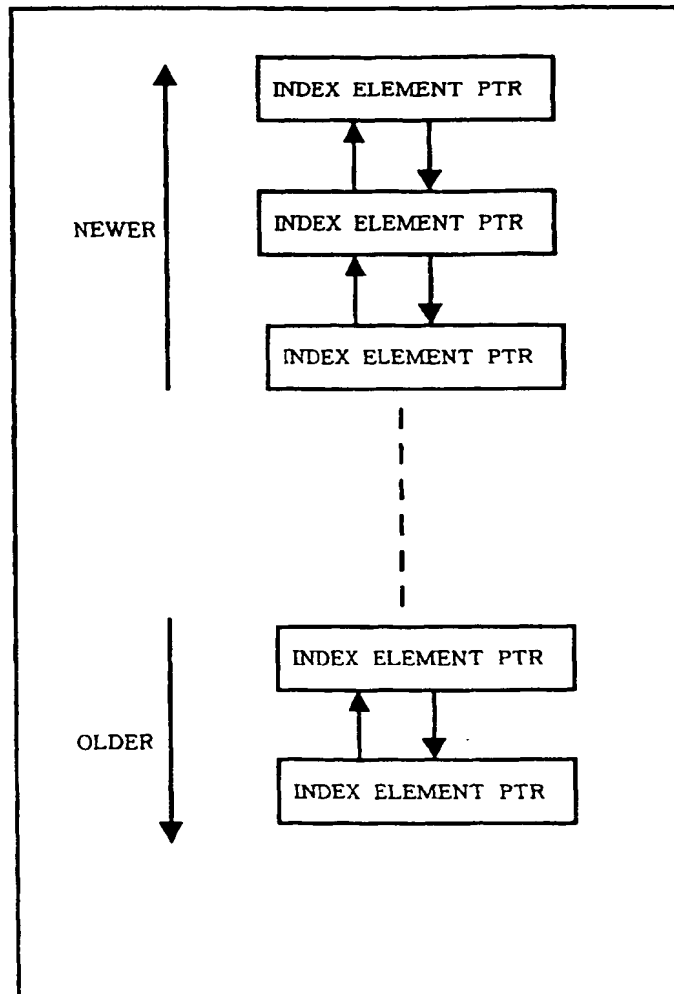 INDEX ELEMENT PTR
NEWER
INDEX ELEMENT PTR
INDEX ELEMENT PTR
INDEX ELEMENT PTR
OLDER
INDEX ELEMENT PTR